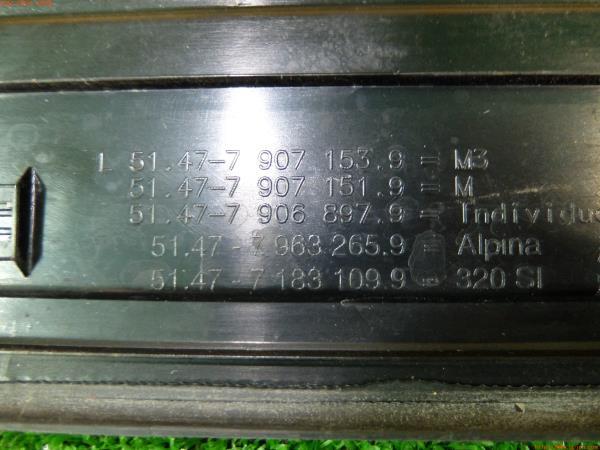 L 51.47-7 907 153.9 = M3
51.47-7 907 151.9 = M
51.47-7 906 897.9 = Individu
51.47 - 7 963 265.9 = Alpina
51.47 - 7 183 109.9 = 320 SI